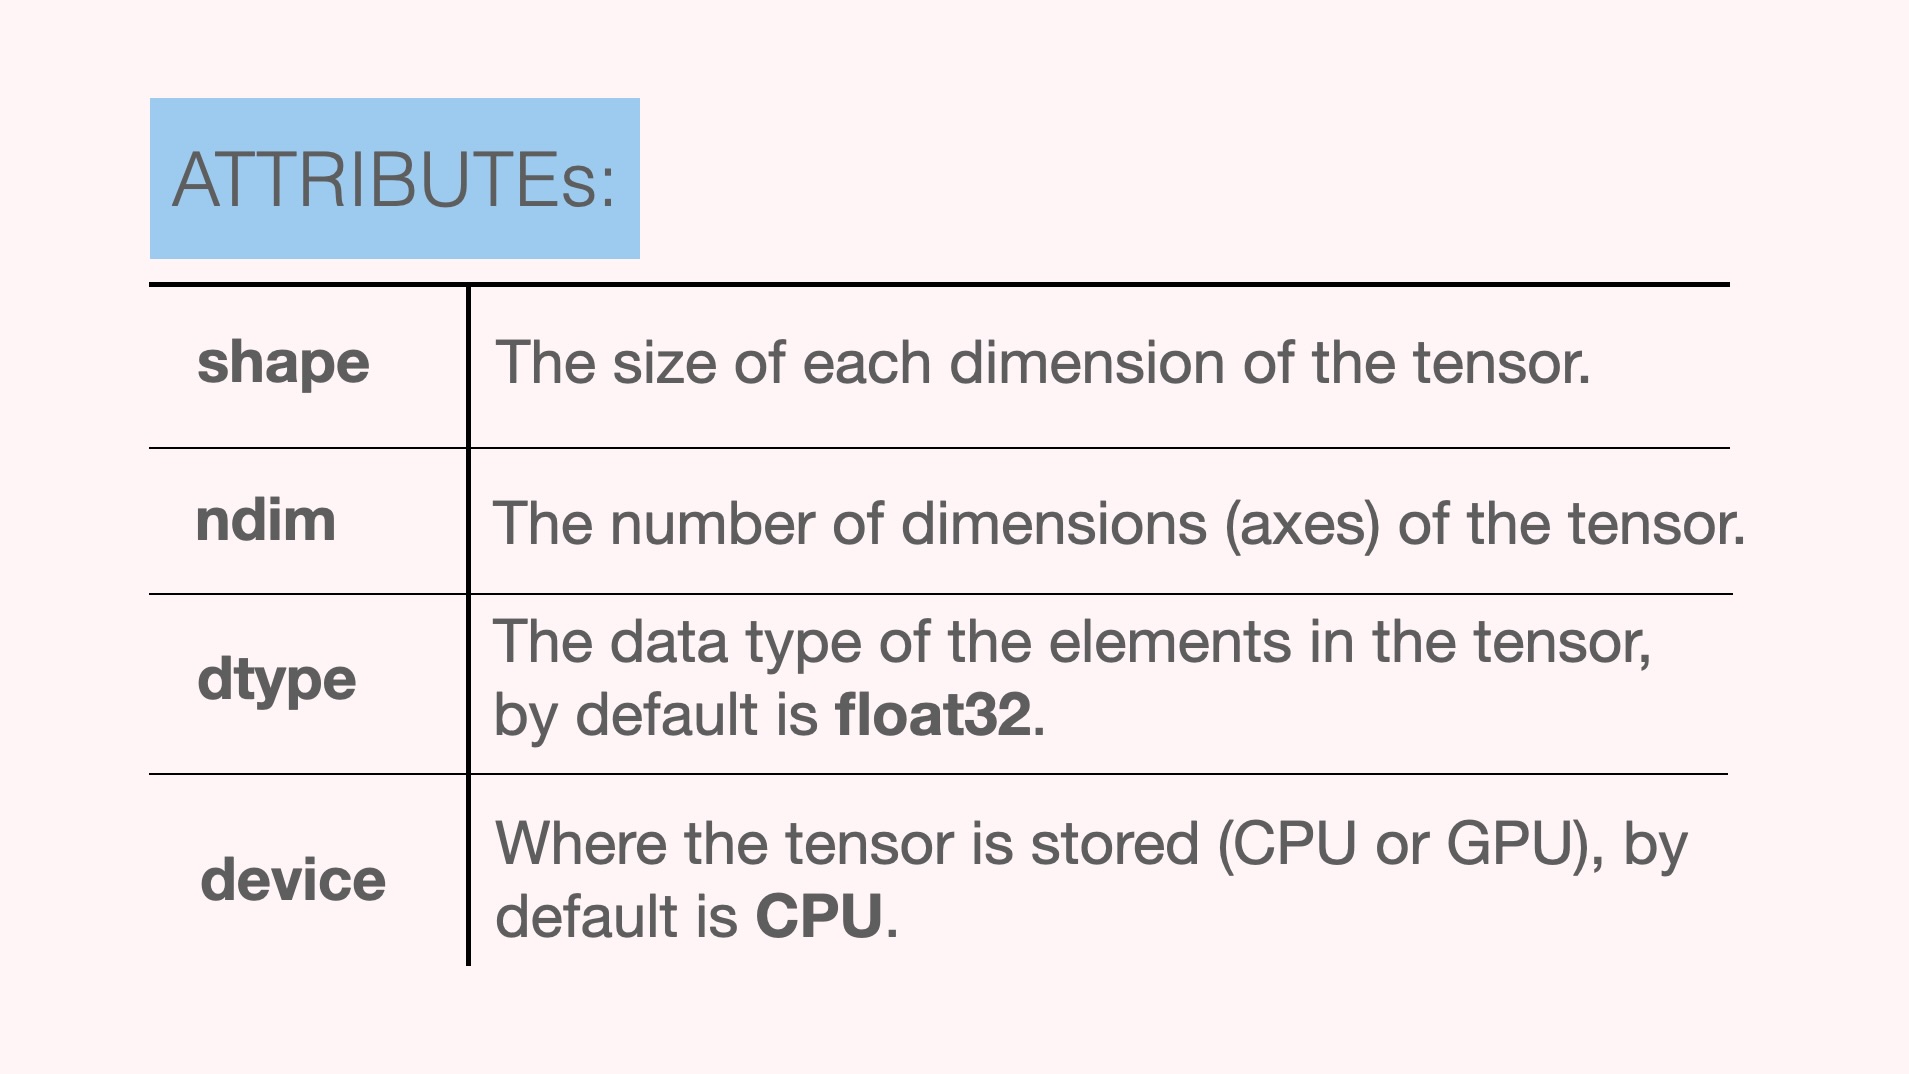 ATTRIBUTEs:
shape
The size of each dimension of the tensor.
ndim
The number of dimensions (axes) of the tensor.
dtype
The data type of the elements in the tensor,
by default is float32.
device
Where the tensor is stored (CPU or GPU), by
default is CPU.